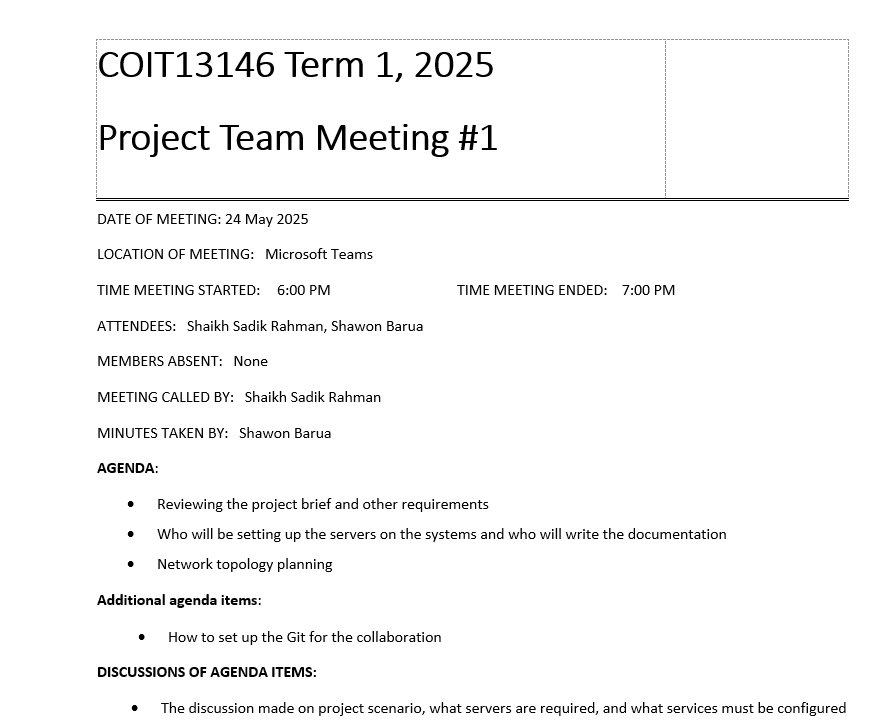 COIT13146 Term 1, 2025
Project Team Meeting #1
DATE OF MEETING: 24 May 2025
LOCATION OF MEETING: Microsoft Teams
TIME MEETING STARTED: 6:00 PM TIME MEETING ENDED: 7:00 PM
ATTENDEES: Shaikh Sadik Rahman, Shawon Barua
MEMBERS ABSENT: None
MEETING CALLED BY: Shaikh Sadik Rahman
MINUTES TAKEN BY: Shawon Barua
AGENDA:
• Reviewing the project brief and other requirements
• Who will be setting up the servers on the systems and who will write the documentation
• Network topology planning
Additional agenda items:
• How to set up the Git for the collaboration
DISCUSSIONS OF AGENDA ITEMS:
• The discussion made on project scenario, what servers are required, and what services must be configured